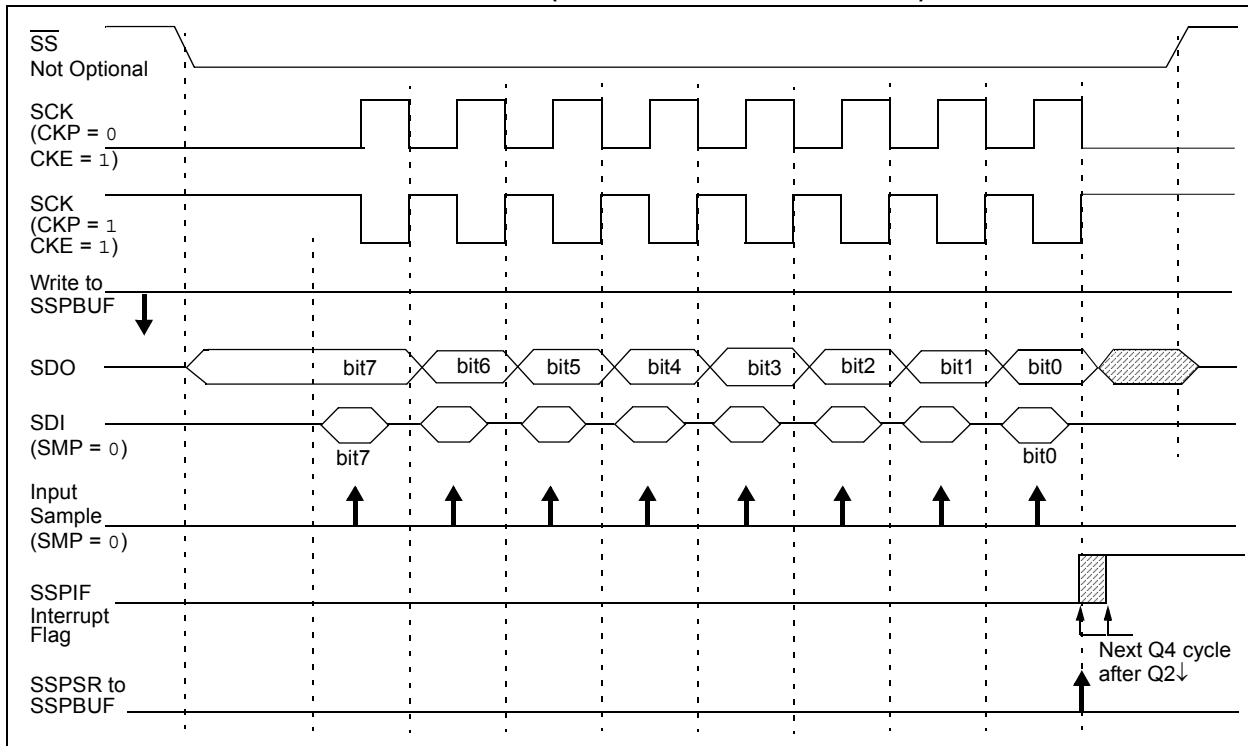 SS
Not Optional
SCK
(CKP = 0
CKE = 1)
SCK
(CKP = 1
CKE = 1)
Write to
SSPBUF
SDO
bit7 bit6 bit5 bit4 bit3 bit2 bit1 bit0
SDI
(SMP = 0)
bit7 bit0
Input
Sample
(SMP = 0)
SSPIF
Interrupt
Flag
Next Q4 cycle
after Q2↓
SSPSR to
SSPBUF